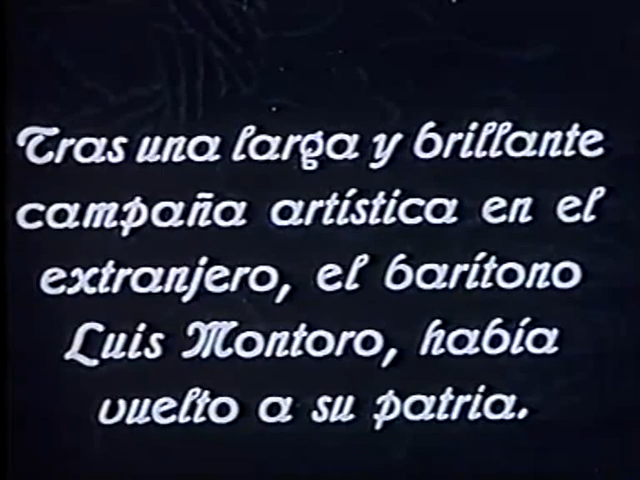 Tras una larga y brillante
campaña artística en el
extranjero, el barítono
Luis Montoro, había
vuelto a su patria.